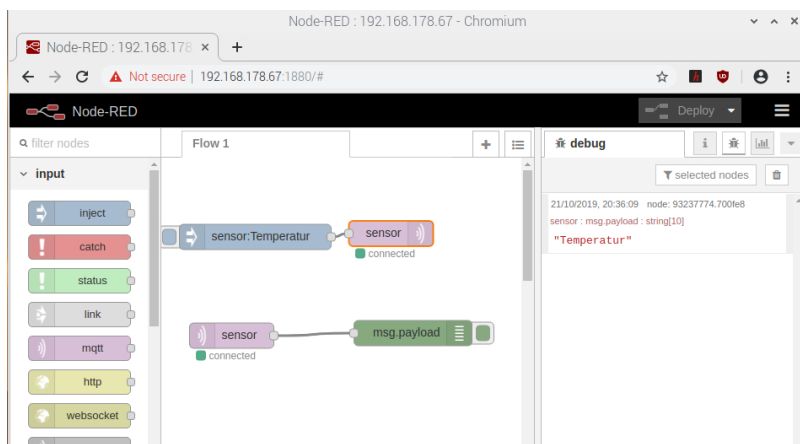 Node-RED : 192.168.178.67 - Chromium
Node-RED : 192.168.178
Not secure | 192.168.178.67:1880/#
Node-RED
Deploy
filter nodes
Flow 1
debug
i
input
selected nodes
inject
catch
status
link
mqtt
http
websocket
sensor:Temperatur
sensor
connected
sensor
connected
msg.payload
21/10/2019, 20:36:09 node: 93237774.700fe8
sensor : msg.payload : string[10]
"Temperatur"